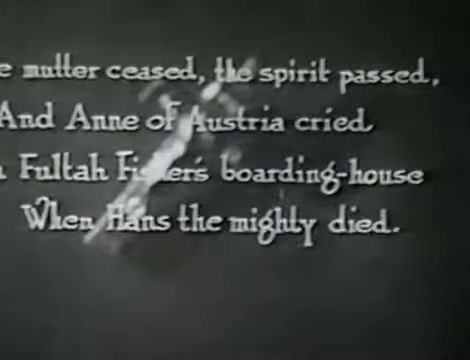 e mutter ceased, the spirit passed,
And Anne of Austria cried
n Fultah Fisher's boarding-house
When Hans the mighty died.